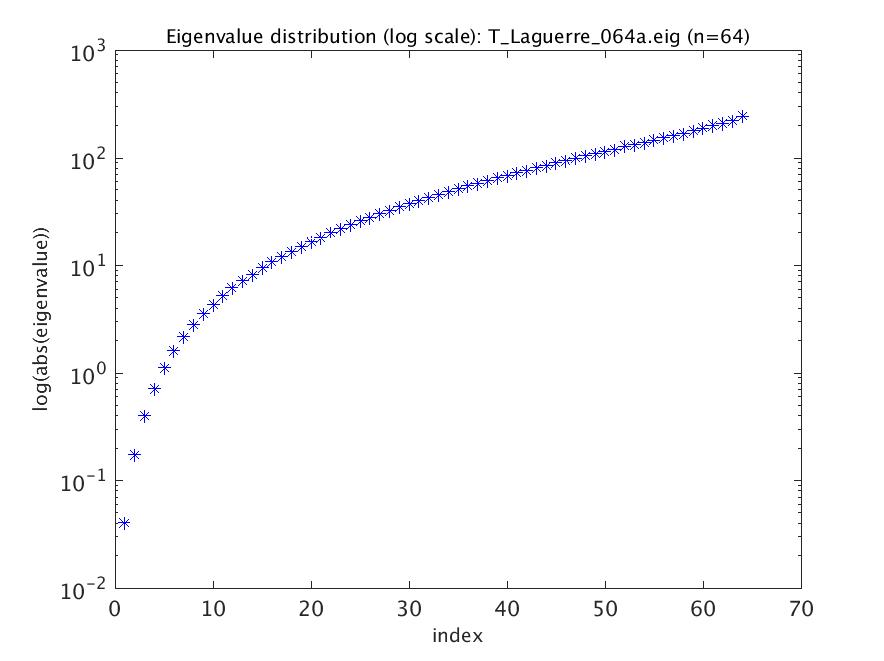 Eigenvalue distribution (log scale): T_Laguerre_064a.eig (n=64)
10^3
10^2
10^1
10^0
10^-1
10^-2
log(abs(eigenvalue))
0 10 20 30 40 50 60 70
index